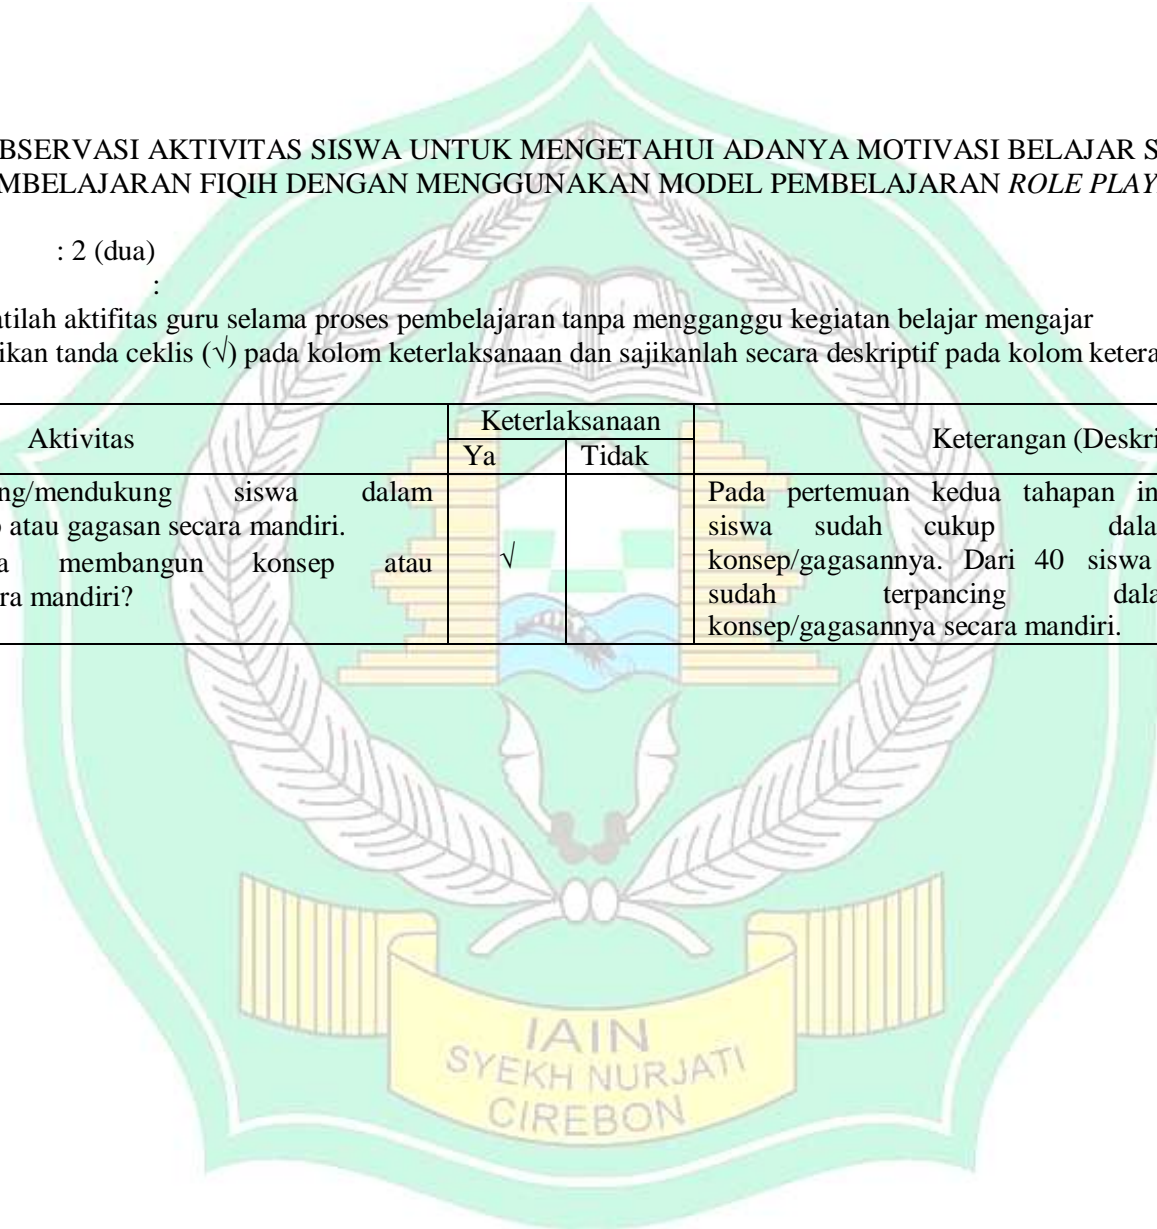 BSERVASI AKTIVITAS SISWA UNTUK MENGETAHUI ADANYA MOTIVASI BELAJAR S
MBELAJARAN FIQIH DENGAN MENGGUNAKAN MODEL PEMBELAJARAN ROLE PLAY
: 2 (dua)
:
atilah aktifitas guru selama proses pembelajaran tanpa mengganggu kegiatan belajar mengajar
ikan tanda ceklis (√) pada kolom keterlaksanaan dan sajikanlah secara deskriptif pada kolom ketera
Aktivitas
Keterlaksanaan
Ya Tidak
Keterangan (Deskri
ng/mendukung siswa dalam
atau gagasan secara mandiri.
a membangun konsep atau
ra mandiri?
√
Pada pertemuan kedua tahapan in
siswa sudah cukup dala
konsep/gagasannya. Dari 40 siswa
sudah terpancing dala
konsep/gagasannya secara mandiri.
IAIN
SYEKH NURJATI
CIREBON